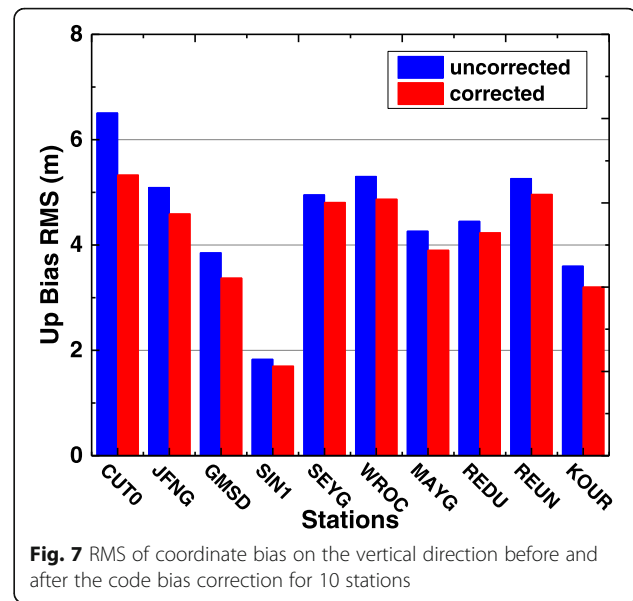 8
6
4
2
0
Up Bias RMS (m)
uncorrected
corrected
CUT0
JFNG
GMSD
SIN1
SEYG
WROC
MAYG
REDU
REUN
KOUR
Stations
Fig. 7 RMS of coordinate bias on the vertical direction before and
after the code bias correction for 10 stations